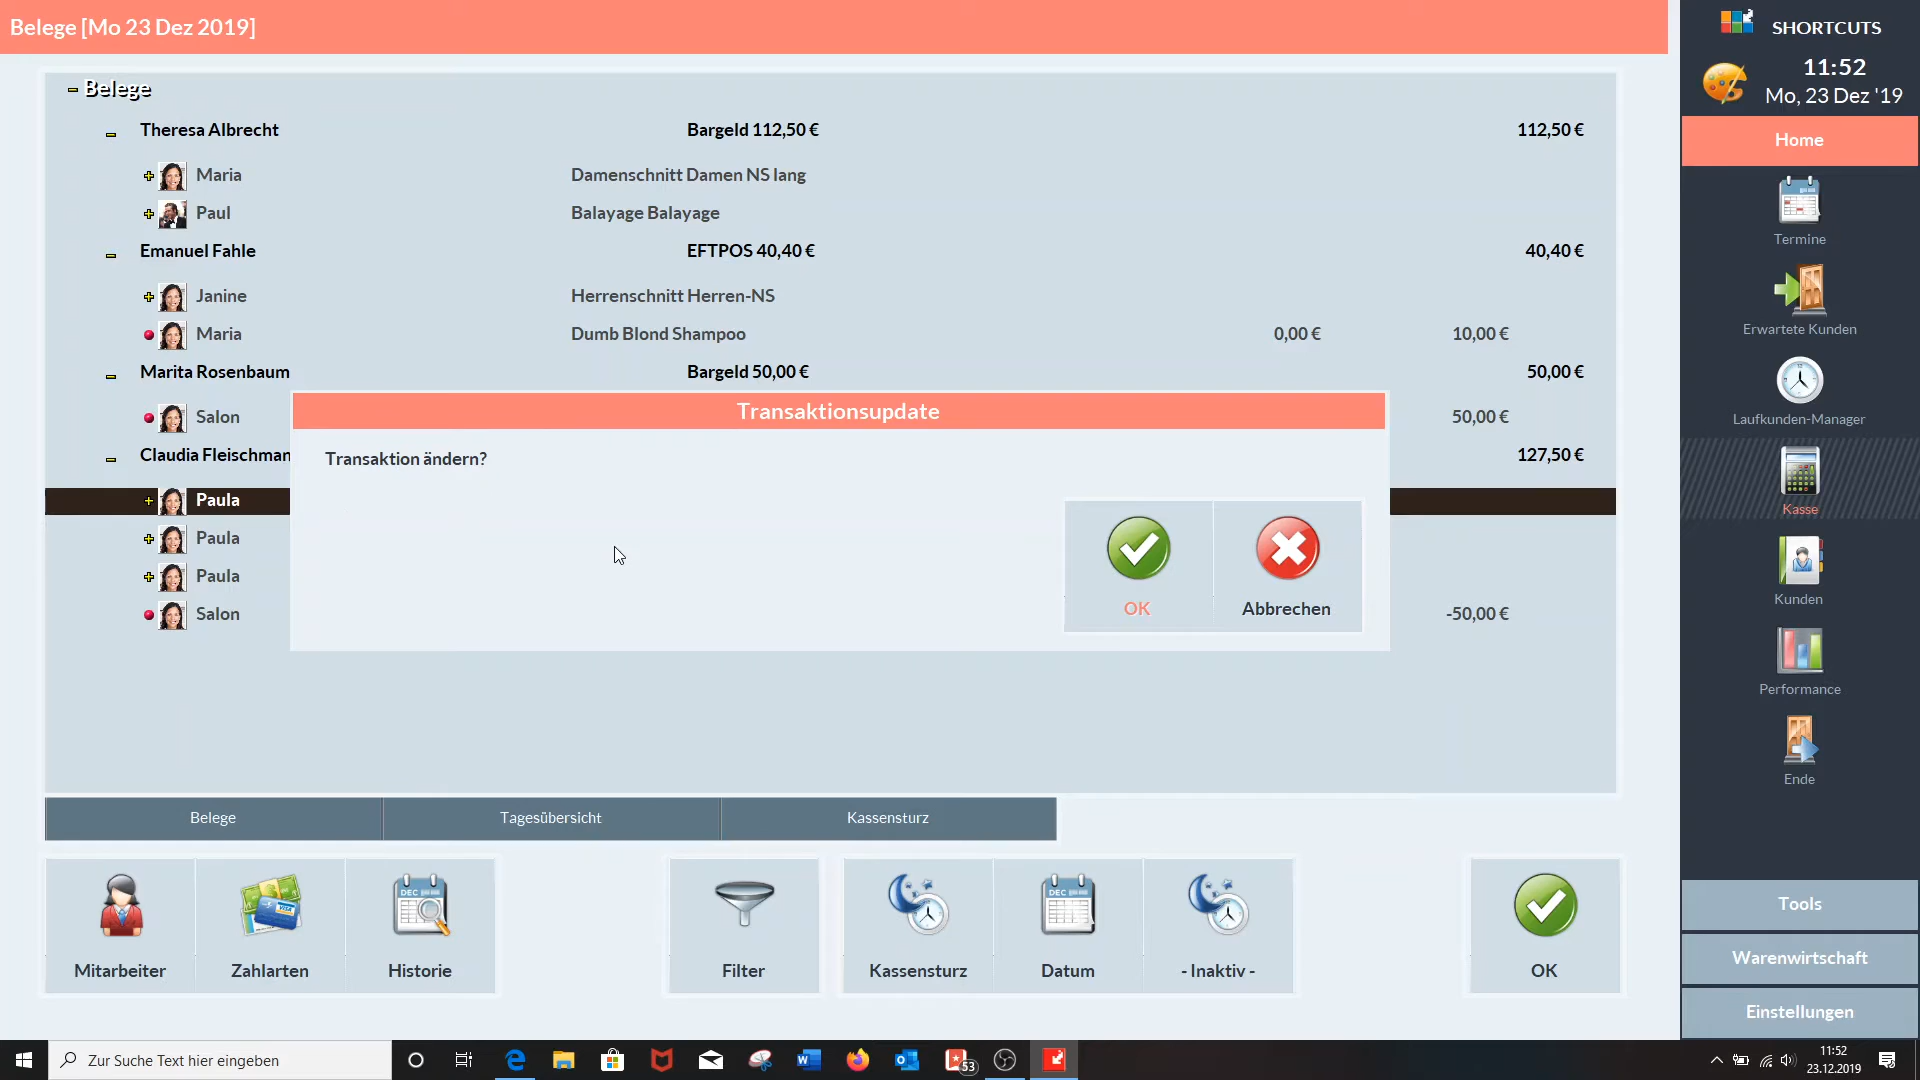 Belege [Mo 23 Dez 2019]
Belege
Theresa Albrecht Bargeld 112,50 € 112,50 €
Maria Damenschnitt Damen NS lang
Paul Balayage Balayage
Emanuel Fahle EFTPOS 40,40 € 40,40 €
Janine Herrenschnitt Herren-NS
Maria Dumb Blond Shampoo 0,00 € 10,00 €
Marita Rosenbaum Bargeld 50,00 € 50,00 €
Salon 50,00 €
Claudia Fleischman 127,50 €
Paula
Paula
Paula
Salon -50,00 €
Transaktionsupdate
Transaktion ändern?
OK Abbrechen
Belege Tagesübersicht Kassensturz
Mitarbeiter Zahlarten Historie Filter Kassensturz Datum - Inaktiv - OK
DEC DEC
SHORTCUTS
11:52
Mo, 23 Dez '19
Home
Termine
Erwartete Kunden
Laufkunden-Manager
Kasse
Kunden
Performance
Ende
Tools
Warenwirtschaft
Einstellungen
Zur Suche Text hier eingeben
53
11:52
23.12.2019